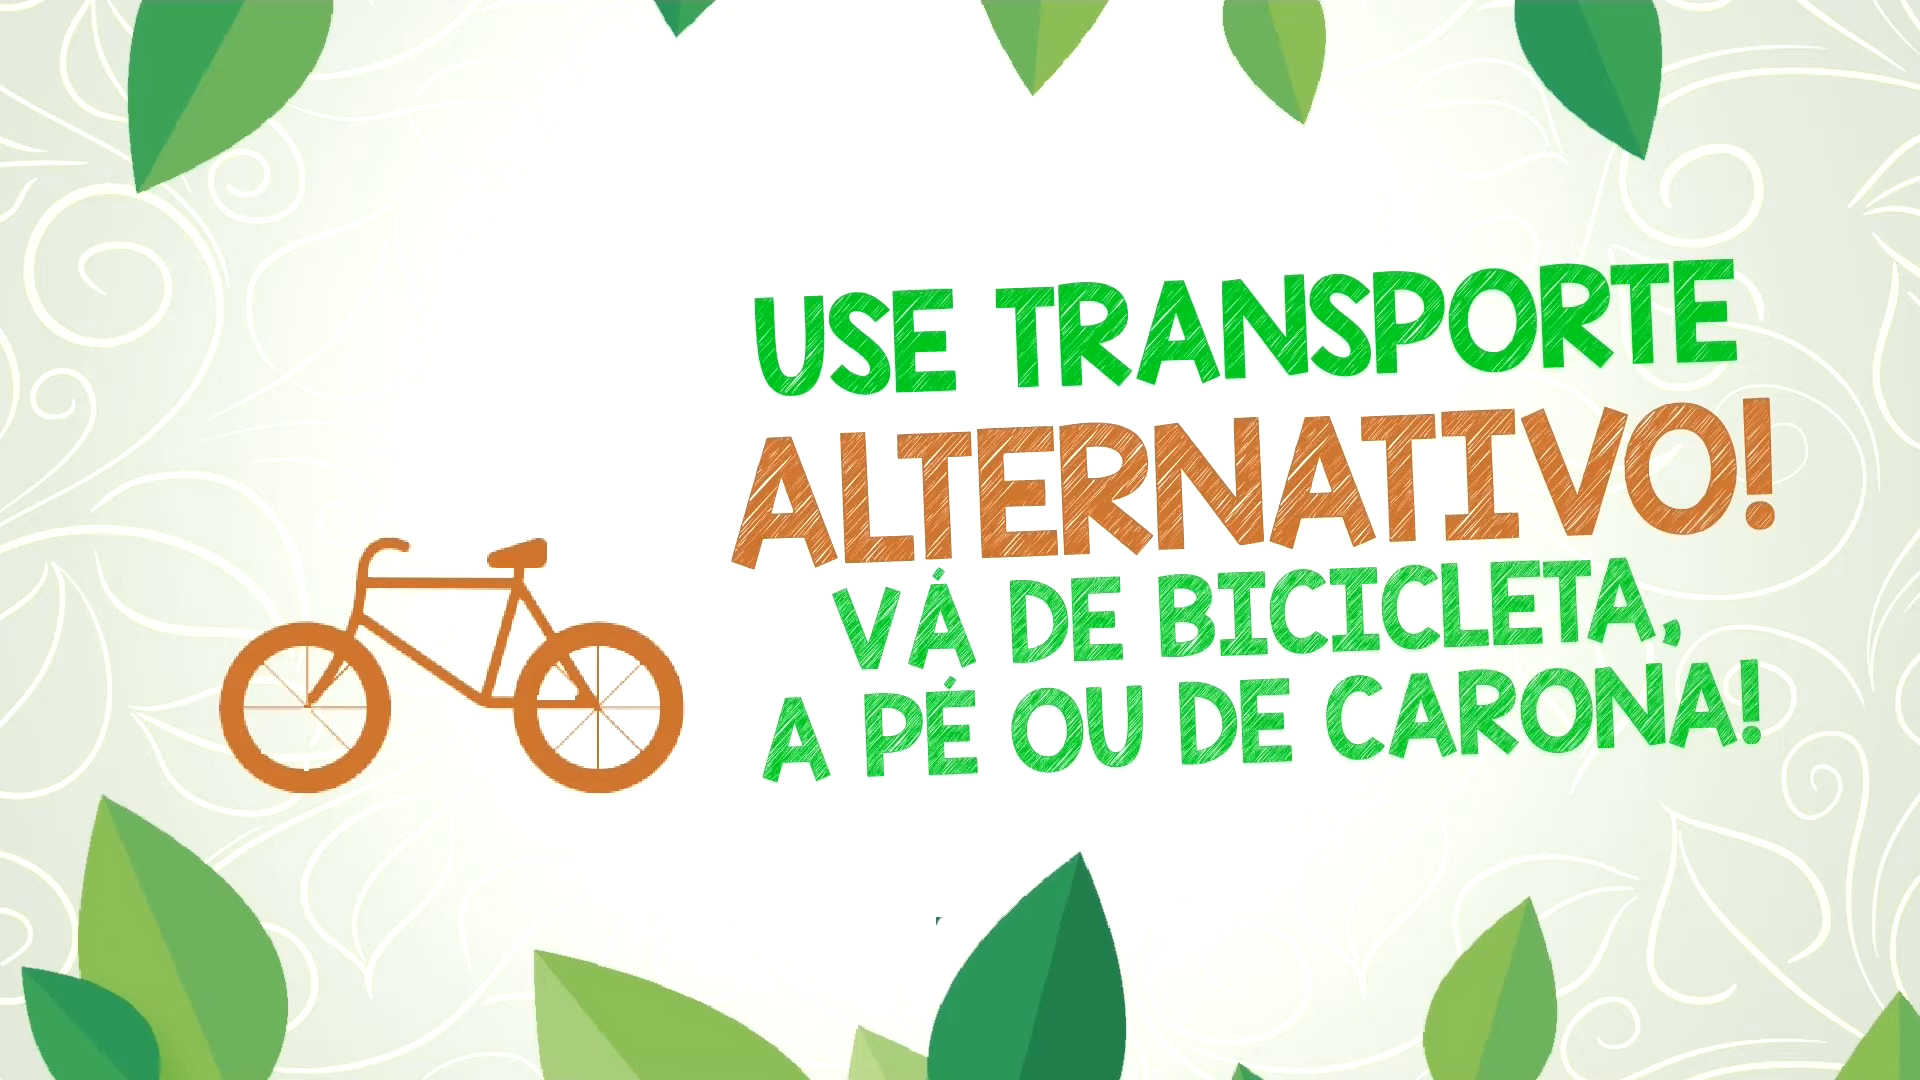 USE TRANSPORTE
ALTERNATIVO!
VÁ DE BICICLETA,
A PÉ OU DE CARONA!